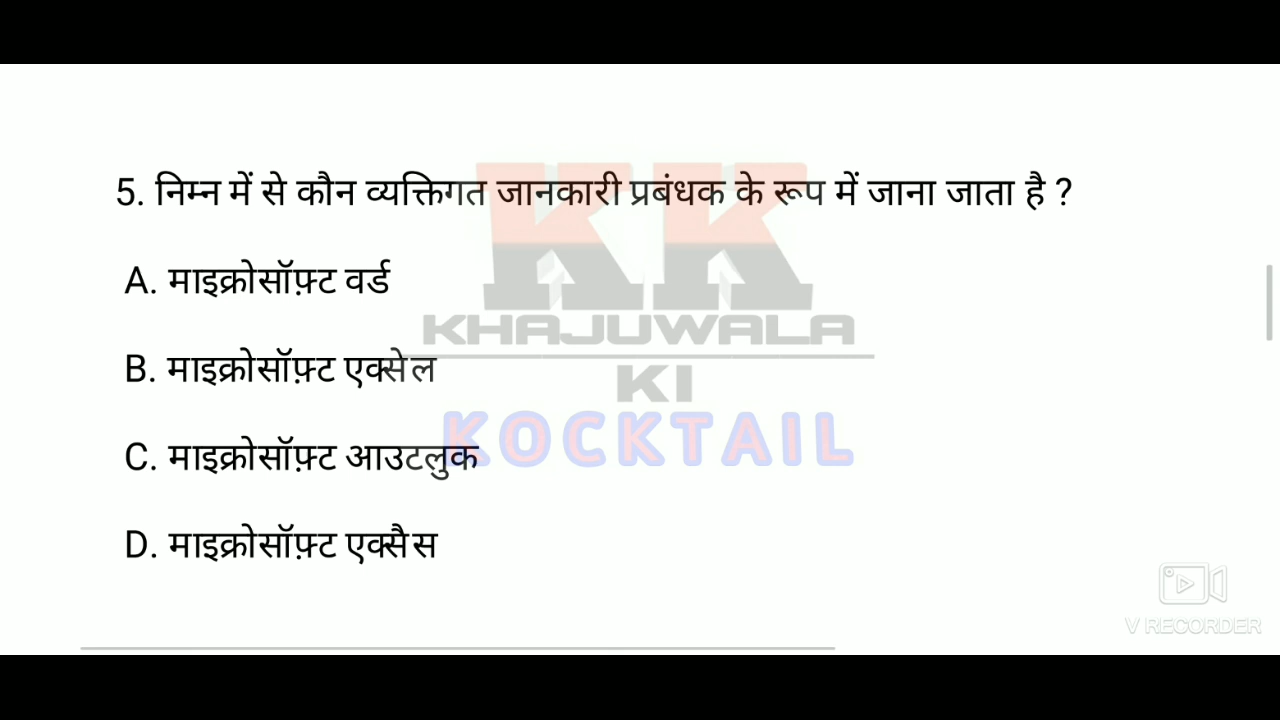 5. निम्न में से कौन व्यक्तिगत जानकारी प्रबंधक के रूप में जाना जाता है ?
A. माइक्रोसॉफ़्ट वर्ड
B. माइक्रोसॉफ़्ट एक्सेल
C. माइक्रोसॉफ़्ट आउटलुक
D. माइक्रोसॉफ़्ट एक्सैस
KK
KHAJUWALA
KI
KOCKTAIL
V RECORDER